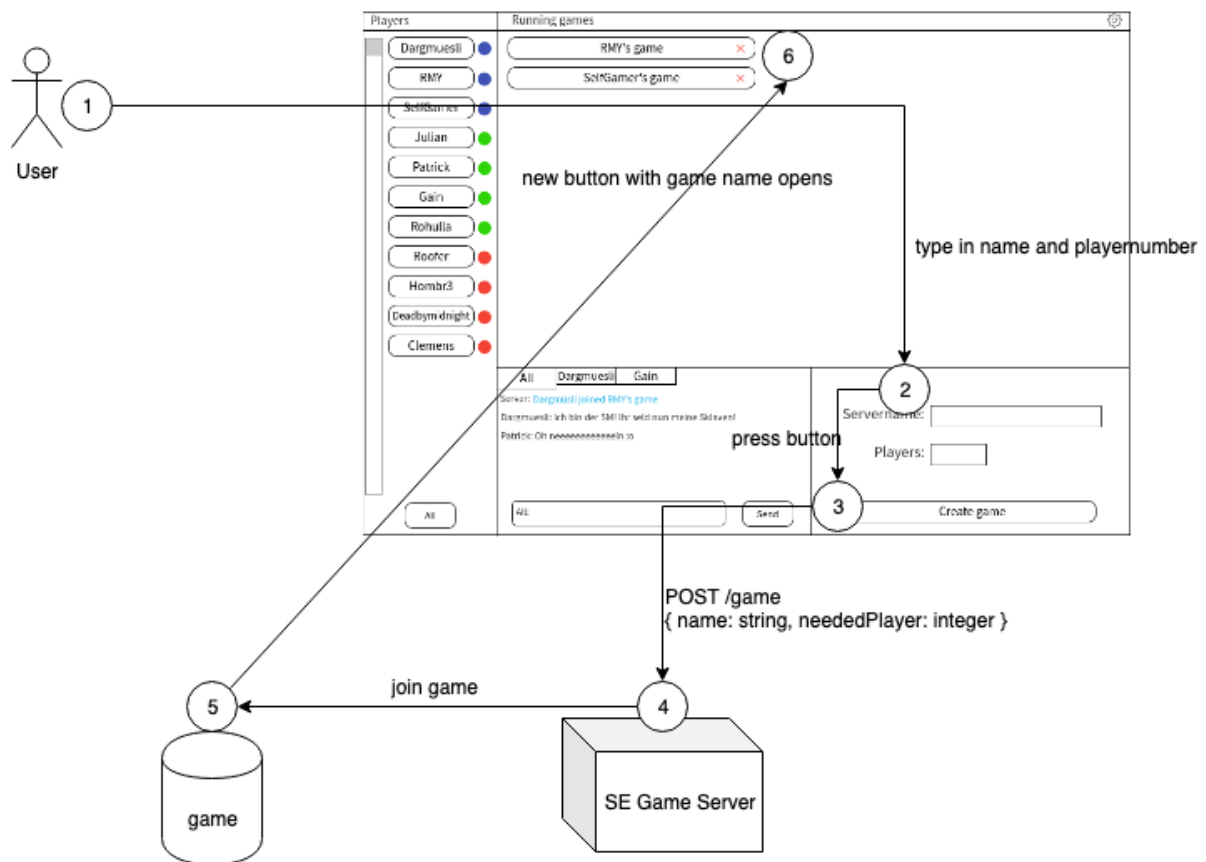 Players
Running games
Dargmuesli
RMY
SelfGamer
Julian
Patrick
Gain
Rohulla
Roofer
Hombr3
Deadbymidnight
Clemens
All
RMY's game
×
SelfGamer's game
×
6
1
User
new button with game name opens
type in name and playernumber
All
Dargmuesli
Gain
Server: Dargmüsli joined RMY's game
Dargmuesli: Ich bin der SM! Ihr seid nun meine Sklaven!
Patrick: Oh neeeeeeeeeeeein :o
All:
Send
2
Servername:
press button
Players:
3
Create game
POST /game
{ name: string, neededPlayer: integer }
join game
5
4
game
SE Game Server